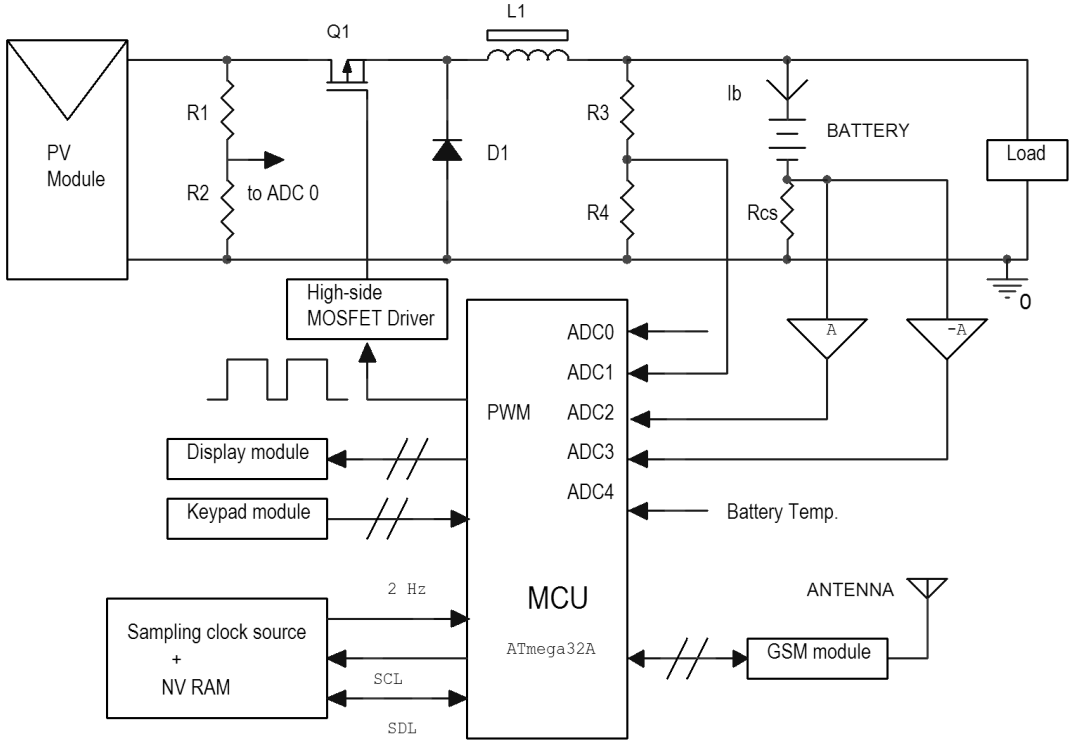 L1
Q1
R1
PV
Module
R2
to ADC 0
D1
R3
R4
Ib
BATTERY
Rcs
Load
0
High-side
MOSFET Driver
A
-A
ADC0
ADC1
PWM
ADC2
ADC3
ADC4
Display module
Keypad module
Battery Temp.
2 Hz
MCU
ATmega32A
ANTENNA
Sampling clock source
+
NV RAM
SCL
SDL
GSM module